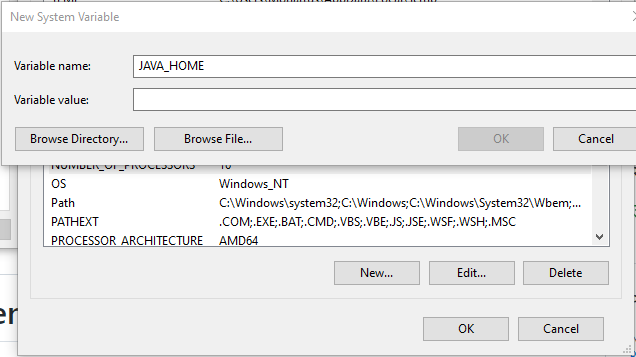 New System Variable
Variable name: JAVA_HOME
Variable value:
Browse Directory... Browse File... OK Cancel
NUMBER_OF_PROCESSORS 16
OS Windows_NT
Path C:\Windows\system32;C:\Windows;C:\Windows\System32\Wbem;...
PATHEXT .COM;.EXE;.BAT;.CMD;.VBS;.VBE;.JS;.JSE;.WSF;.WSH;.MSC
PROCESSOR_ARCHITECTURE AMD64
New... Edit... Delete
er
OK Cancel